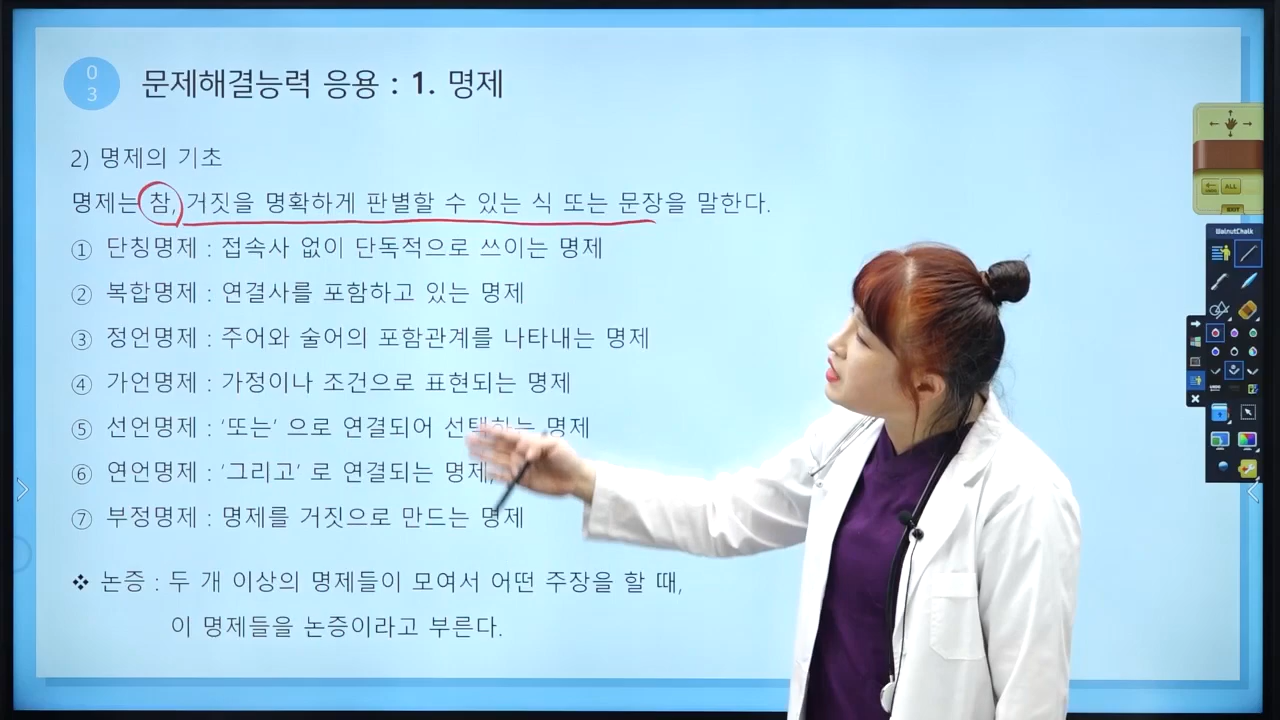 0
3
문제해결능력 응용 : 1. 명제
2) 명제의 기초
명제는 참, 거짓을 명확하게 판별할 수 있는 식 또는 문장을 말한다.
① 단칭명제 : 접속사 없이 단독적으로 쓰이는 명제
② 복합명제 : 연결사를 포함하고 있는 명제
③ 정언명제 : 주어와 술어의 포함관계를 나타내는 명제
④ 가언명제 : 가정이나 조건으로 표현되는 명제
⑤ 선언명제 : ‘또는’ 으로 연결되어 선택하는 명제
⑥ 연언명제 : ‘그리고’ 로 연결되는 명제,
⑦ 부정명제 : 명제를 거짓으로 만드는 명제
❖ 논증 : 두 개 이상의 명제들이 모여서 어떤 주장을 할 때,
이 명제들을 논증이라고 부른다.
ALL
EXIT
WalnutChalk